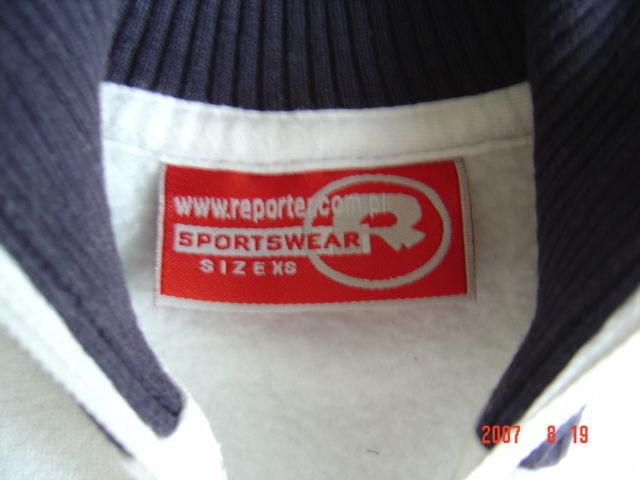 www.reporter.com.pl
SPORTSWEAR R
SIZE XS
2007 8 19